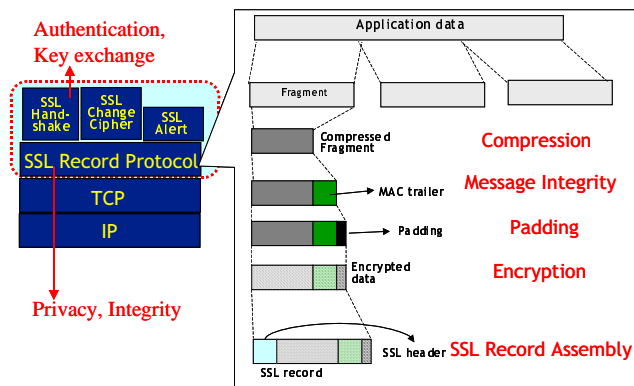 Authentication,
Key exchange
SSL
Hand-
shake
SSL
Change
Cipher
SSL
Alert
SSL Record Protocol
TCP
IP
Privacy, Integrity
Application data
Fragment
Compressed
Fragment
Compression
MAC trailer
Message Integrity
Padding
Padding
Encrypted
data
Encryption
SSL header
SSL Record Assembly
SSL record